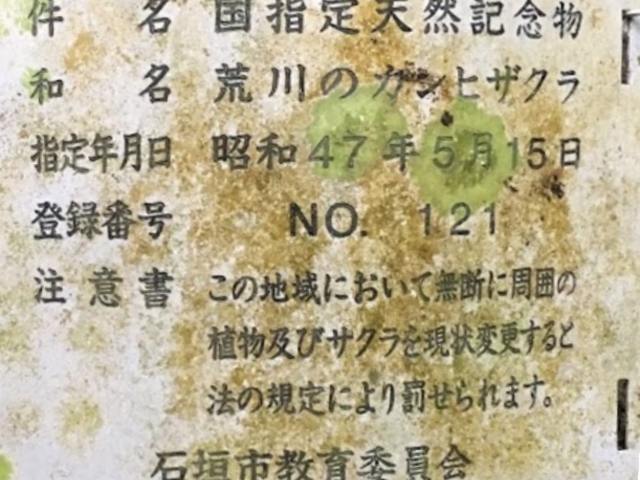 件名 国指定天然記念物
和名 荒川のカンヒザクラ
指定年月日 昭和47年5月15日
登録番号 NO. 121
注意書 この地域において無断に周囲の
植物及びサクラを現状変更すると
法の規定により罰せられます。
石垣市教育委員会